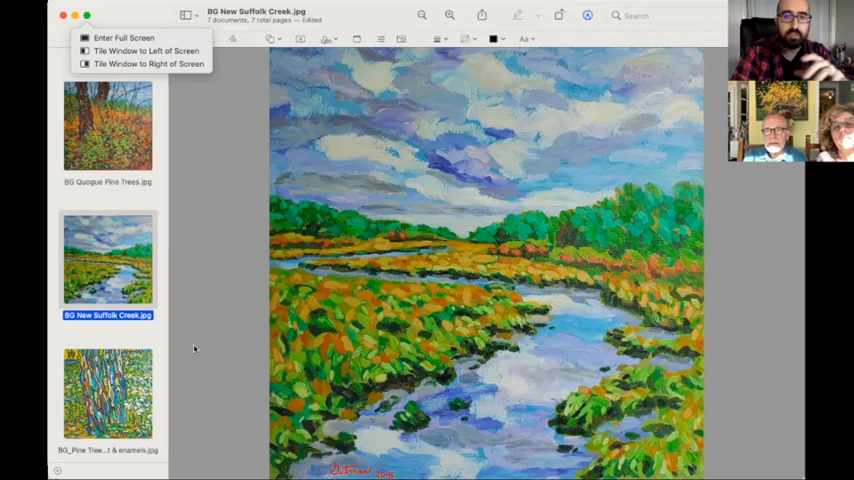 BG New Suffolk Creek.jpg
7 documents, 7 total pages – Edited
Search
Enter Full Screen
Tile Window to Left of Screen
Tile Window to Right of Screen
Aa
BG Quogue Pine Trees.jpg
BG New Suffolk Creek.jpg
BG_Pine Tree...t & enamels.jpg
Gutman 2015